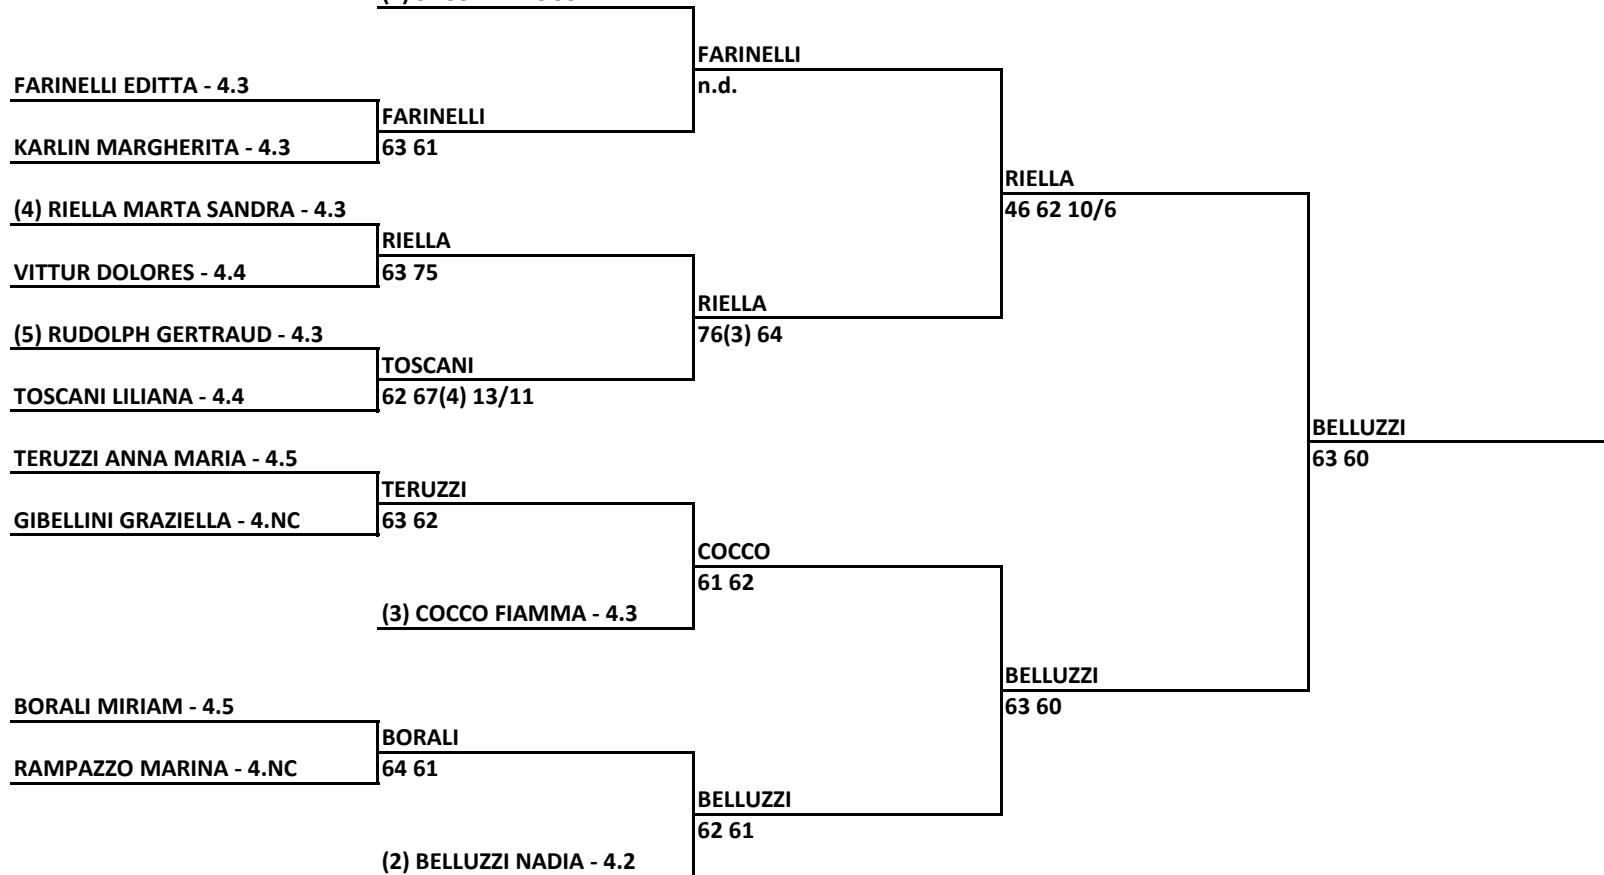 FARINELLI
FARINELLI EDITTA - 4.3
n.d.
FARINELLI
KARLIN MARGHERITA - 4.3
63 61
RIELLA
(4) RIELLA MARTA SANDRA - 4.3
46 62 10/6
RIELLA
VITTUR DOLORES - 4.4
63 75
RIELLA
(5) RUDOLPH GERTRAUD - 4.3
76(3) 64
TOSCANI
TOSCANI LILIANA - 4.4
62 67(4) 13/11
BELLUZZI
TERUZZI ANNA MARIA - 4.5
63 60
TERUZZI
GIBELLINI GRAZIELLA - 4.NC
63 62
COCCO
61 62
(3) COCCO FIAMMA - 4.3
BELLUZZI
BORALI MIRIAM - 4.5
63 60
BORALI
RAMPAZZO MARINA - 4.NC
64 61
BELLUZZI
62 61
(2) BELLUZZI NADIA - 4.2